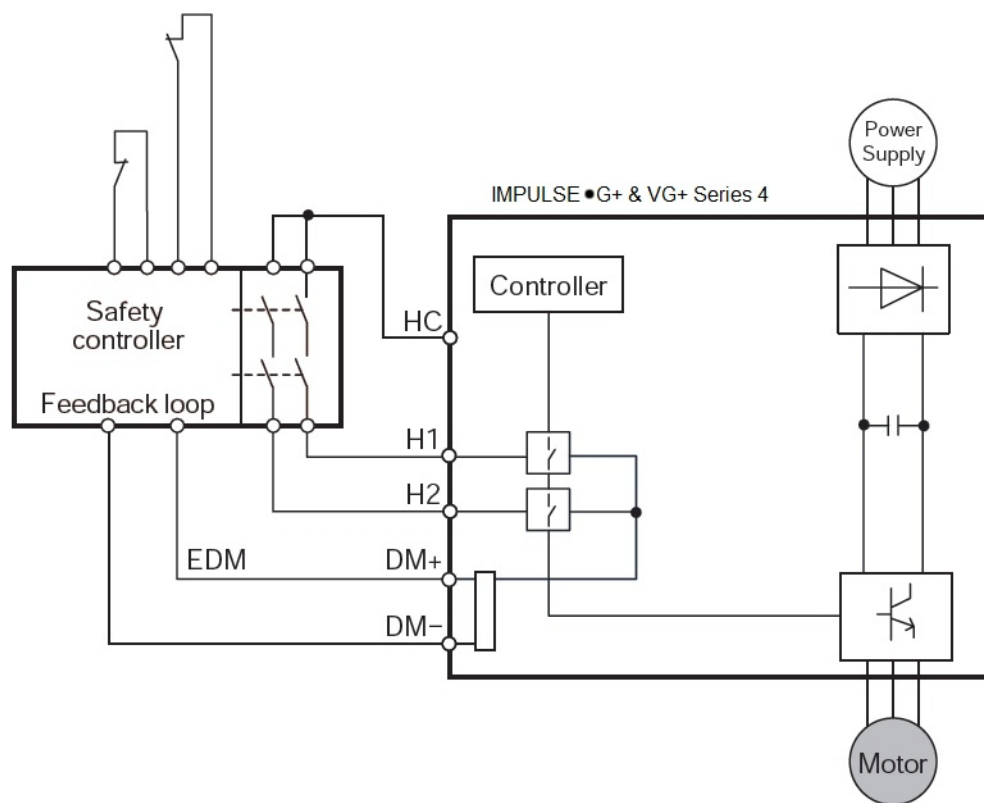 Power
Supply
IMPULSE •G+ & VG+ Series 4
Controller
Safety
controller
HC
Feedback loop
H1
H2
EDM
DM+
DM−
Motor